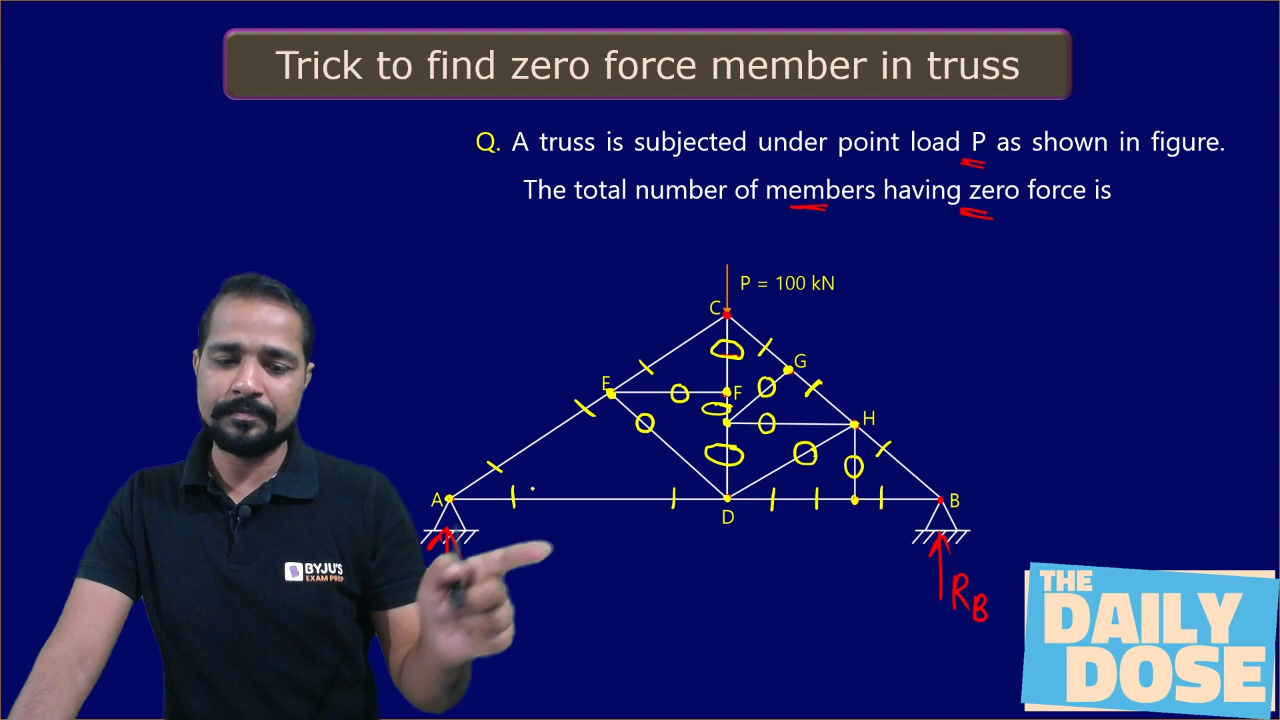 Trick to find zero force member in truss
Q. A truss is subjected under point load P as shown in figure.
The total number of members having zero force is
P = 100 kN
C
G
E
F
H
A
B
D
BYJU'S
EXAM PREP
R_B
THE
DAILY
DOSE